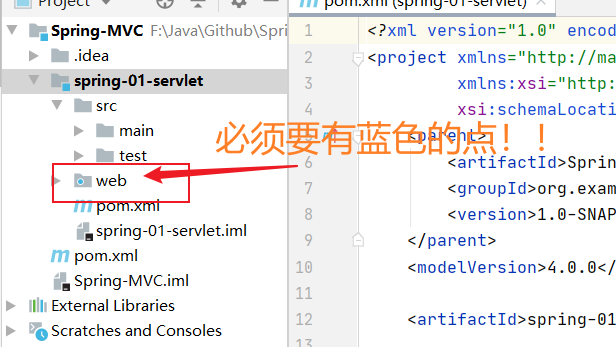 Project
Spring-MVC F:\Java\Github\Spri
.idea
spring-01-servlet
src
main
test
web
pom.xml
spring-01-servlet.iml
pom.xml
Spring-MVC.iml
External Libraries
Scratches and Consoles
必须要有蓝色的点！！
pom.xml (spring-01-servlet)
1 <?xml version="1.0" encod
2 <project xmlns="http://ma
3 xmlns:xsi="http:
4 xsi:schemaLocati
<parent>
6 <artifactId>Sprin
7 <groupId>org.exam
8 <version>1.0-SNAP
9 </parent>
10 <modelVersion>4.0.0</
11
12 <artifactId>spring-01